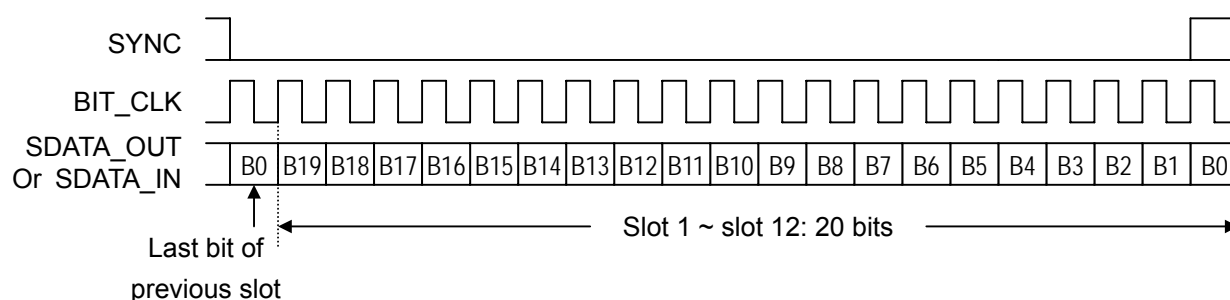 SYNC
BIT_CLK
SDATA_OUT
Or SDATA_IN
B0 B19 B18 B17 B16 B15 B14 B13 B12 B11 B10 B9 B8 B7 B6 B5 B4 B3 B2 B1 B0
Slot 1 ~ slot 12: 20 bits
Last bit of
previous slot